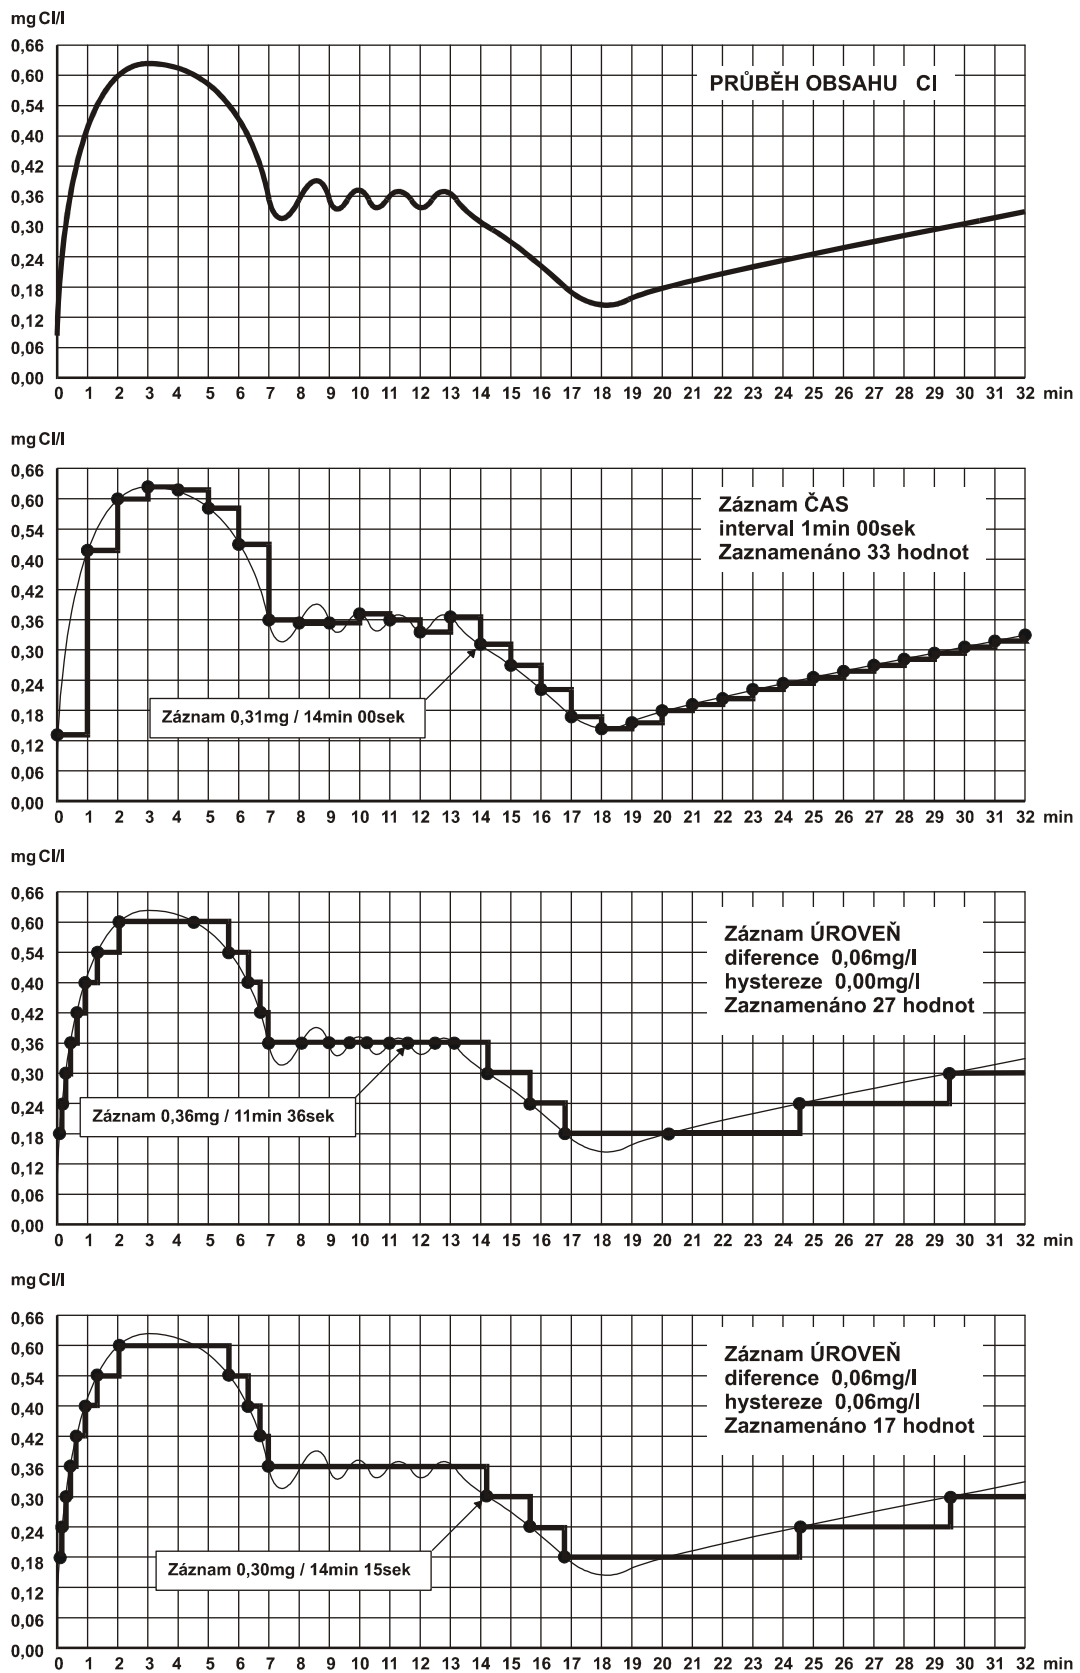 mg Cl/l
0,66
0,60
0,54
0,40
0,48
0,42
0,36
0,30
0,24
0,18
0,12
0,06
0,00
PRŮBĚH OBSAHU Cl
0 1 2 3 4 5 6 7 8 9 10 11 12 13 14 15 16 17 18 19 20 21 22 23 24 25 26 27 28 29 30 31 32 min
mg Cl/l
0,66
0,60
0,54
0,40
0,42
0,36
0,30
0,24
0,18
0,12
0,06
0,00
Záznam ČAS
interval 1min 00sek
Zaznamenáno 33 hodnot
Záznam 0,31mg / 14min 00sek
0 1 2 3 4 5 6 7 8 9 10 11 12 13 14 15 16 17 18 19 20 21 22 23 24 25 26 27 28 29 30 31 32 min
mg Cl/l
0,66
0,60
0,54
0,40
0,42
0,36
0,30
0,24
0,18
0,12
0,06
0,00
Záznam ÚROVEŇ
diference 0,06mg/l
hystereze 0,00mg/l
Zaznamenáno 27 hodnot
Záznam 0,36mg / 11min 36sek
0 1 2 3 4 5 6 7 8 9 10 11 12 13 14 15 16 17 18 19 20 21 22 23 24 25 26 27 28 29 30 31 32 min
mg Cl/l
0,66
0,60
0,54
0,40
0,42
0,36
0,30
0,24
0,18
0,12
0,06
0,00
Záznam ÚROVEŇ
diference 0,06mg/l
hystereze 0,06mg/l
Zaznamenáno 17 hodnot
Záznam 0,30mg / 14min 15sek
0 1 2 3 4 5 6 7 8 9 10 11 12 13 14 15 16 17 18 19 20 21 22 23 24 25 26 27 28 29 30 31 32 min